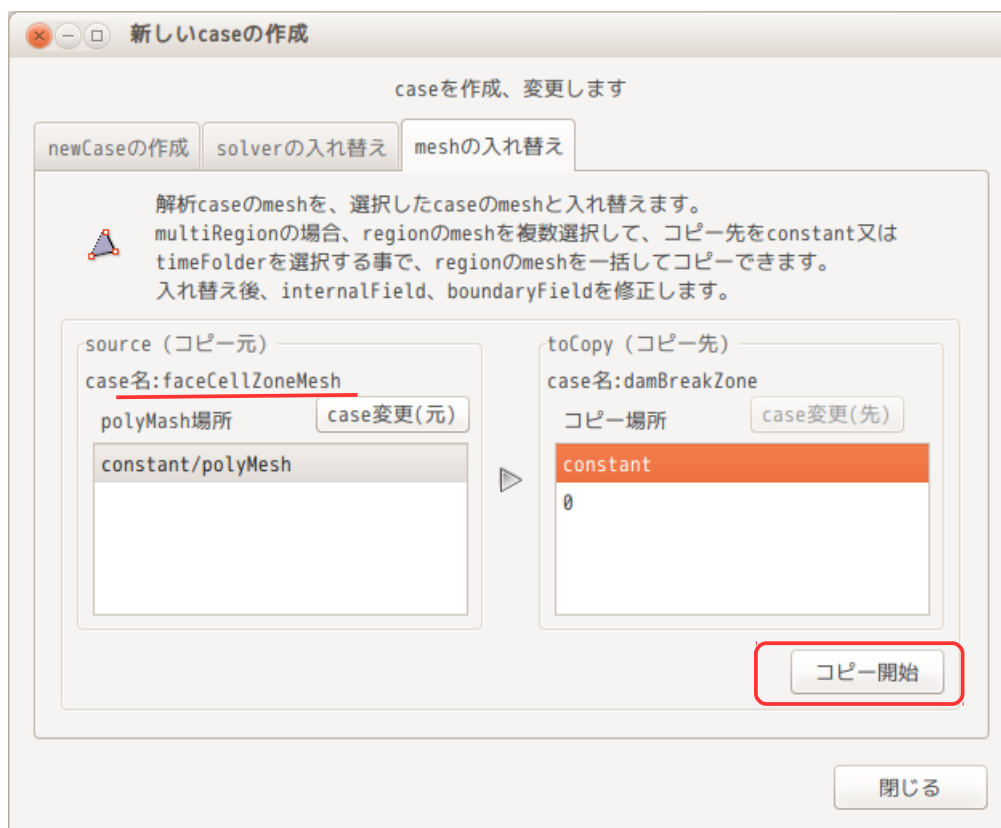 新しいcaseの作成
caseを作成、変更します
newCaseの作成 solverの入れ替え meshの入れ替え
解析caseのmeshを、選択したcaseのmeshと入れ替えます。
multiRegionの場合、regionのmeshを複数選択して、コピー先をconstant又は
timeFolderを選択する事で、regionのmeshを一括してコピーできます。
入れ替え後、internalField、boundaryFieldを修正します。
source (コピー元)
case名:faceCellZoneMesh
polyMash場所 case変更(元)
constant/polyMesh
toCopy (コピー先)
case名:damBreakZone
コピー場所 case変更(先)
constant
0
コピー開始
閉じる